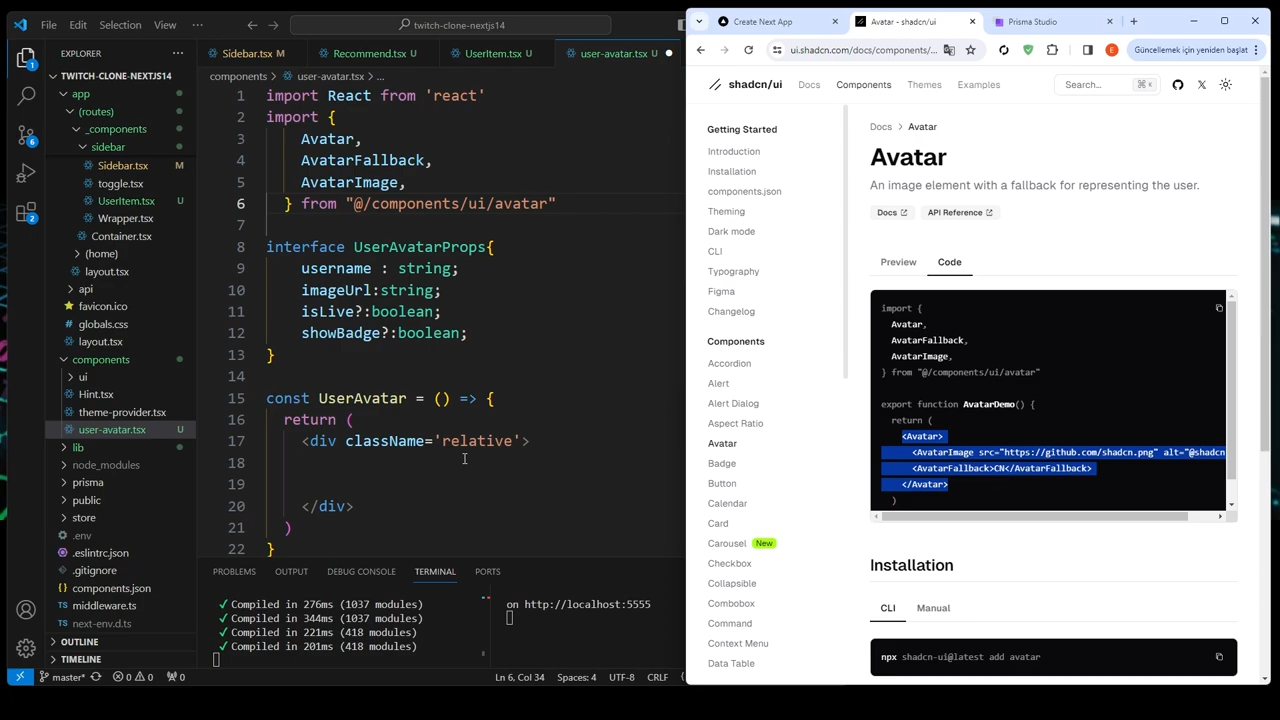 File
Edit
Selection
View
twitch-clone-nextjs14
EXPLORER
TWITCH-CLONE-NEXTJS14
app
(routes)
_components
sidebar
Sidebar.tsx M
toggle.tsx
UserItem.tsx U
Wrapper.tsx
Container.tsx
(home)
layout.tsx
api
favicon.ico
globals.css
layout.tsx
components
ui
Hint.tsx
theme-provider.tsx
user-avatar.tsx U
lib
node_modules
prisma
public
store
.env
.eslintrc.json
.gitignore
components.json
middleware.ts
next-env.d.ts
OUTLINE
TIMELINE
Sidebar.tsx M
Recommend.tsx U
UserItem.tsx U
user-avatar.tsx U
components > user-avatar.tsx > ...
1 import React from 'react'
2 import {
3 Avatar,
4 AvatarFallback,
5 AvatarImage,
6 } from "@/components/ui/avatar"
7
8 interface UserAvatarProps{
9 username : string;
10 imageUrl:string;
11 isLive?:boolean;
12 showBadge?:boolean;
13 }
14
15 const UserAvatar = () => {
16 return (
17 <div className='relative'>
18
19
20 </div>
21 )
22 }
PROBLEMS
OUTPUT
DEBUG CONSOLE
TERMINAL
PORTS
✓ Compiled in 276ms (1037 modules)
✓ Compiled in 344ms (1037 modules)
✓ Compiled in 221ms (418 modules)
✓ Compiled in 201ms (418 modules)
on http://localhost:5555
master*
0 0
0
Ln 6, Col 34
Spaces: 4
UTF-8
CRLF
Create Next App
Avatar - shadcn/ui
Prisma Studio
ui.shadcn.com/docs/components/...
E
Güncellemek için yeniden başlat
shadcn/ui
Docs
Components
Themes
Examples
Search...
⌘ K
Getting Started
Introduction
Installation
components.json
Theming
Dark mode
CLI
Typography
Figma
Changelog
Components
Accordion
Alert
Alert Dialog
Aspect Ratio
Avatar
Badge
Button
Calendar
Card
Carousel New
Checkbox
Collapsible
Combobox
Command
Context Menu
Data Table
Docs > Avatar
Avatar
An image element with a fallback for representing the user.
Docs
API Reference
Preview
Code
import {
Avatar,
AvatarFallback,
AvatarImage,
} from "@/components/ui/avatar"
export function AvatarDemo() {
return (
<Avatar>
<AvatarImage src="https://github.com/shadcn.png" alt="@shadcn
<AvatarFallback>CN</AvatarFallback>
</Avatar>
)
Installation
CLI
Manual
npx shadcn-ui@latest add avatar